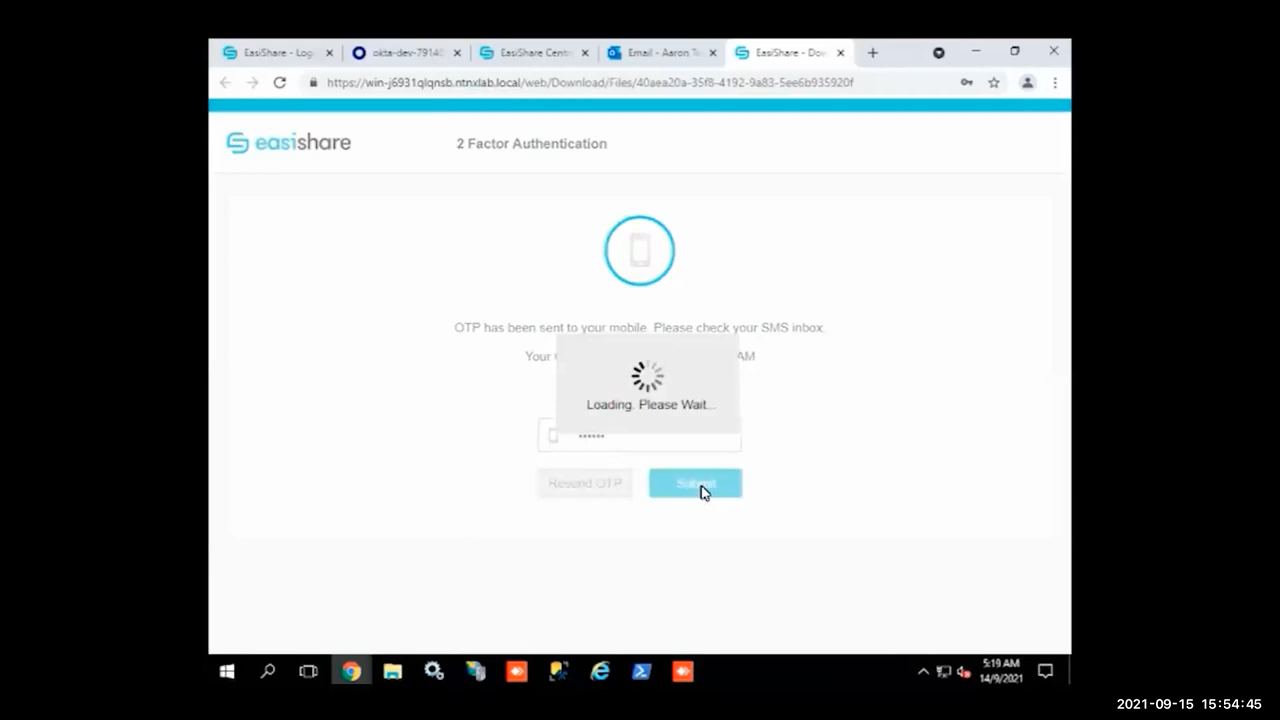 EasiShare - Log
okta-dev-7914
EasiShare Centr
Email - Aaron T
EasiShare - Dow
https://win-j6931qlqnsb.ntnxlab.local/web/Download/Files/40aea20a-35f8-4192-9a83-5ee6b935920f
easishare
2 Factor Authentication
OTP has been sent to your mobile. Please check your SMS inbox.
Your
AM
Loading. Please Wait...
Resend OTP
Submit
5:19 AM
14/9/2021
2021-09-15 15:54:45